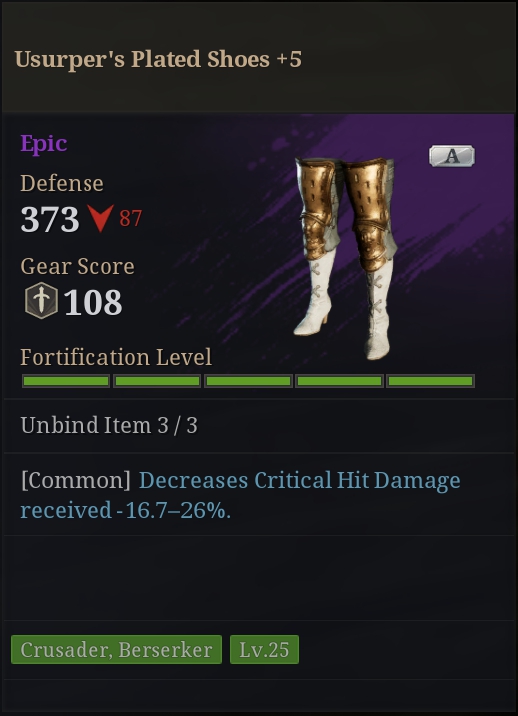 Usurper's Plated Shoes +5
Epic
A
Defense
373 87
Gear Score
108
Fortification Level
Unbind Item 3 / 3
[Common] Decreases Critical Hit Damage
received -16.7–26%.
Crusader, Berserker Lv.25